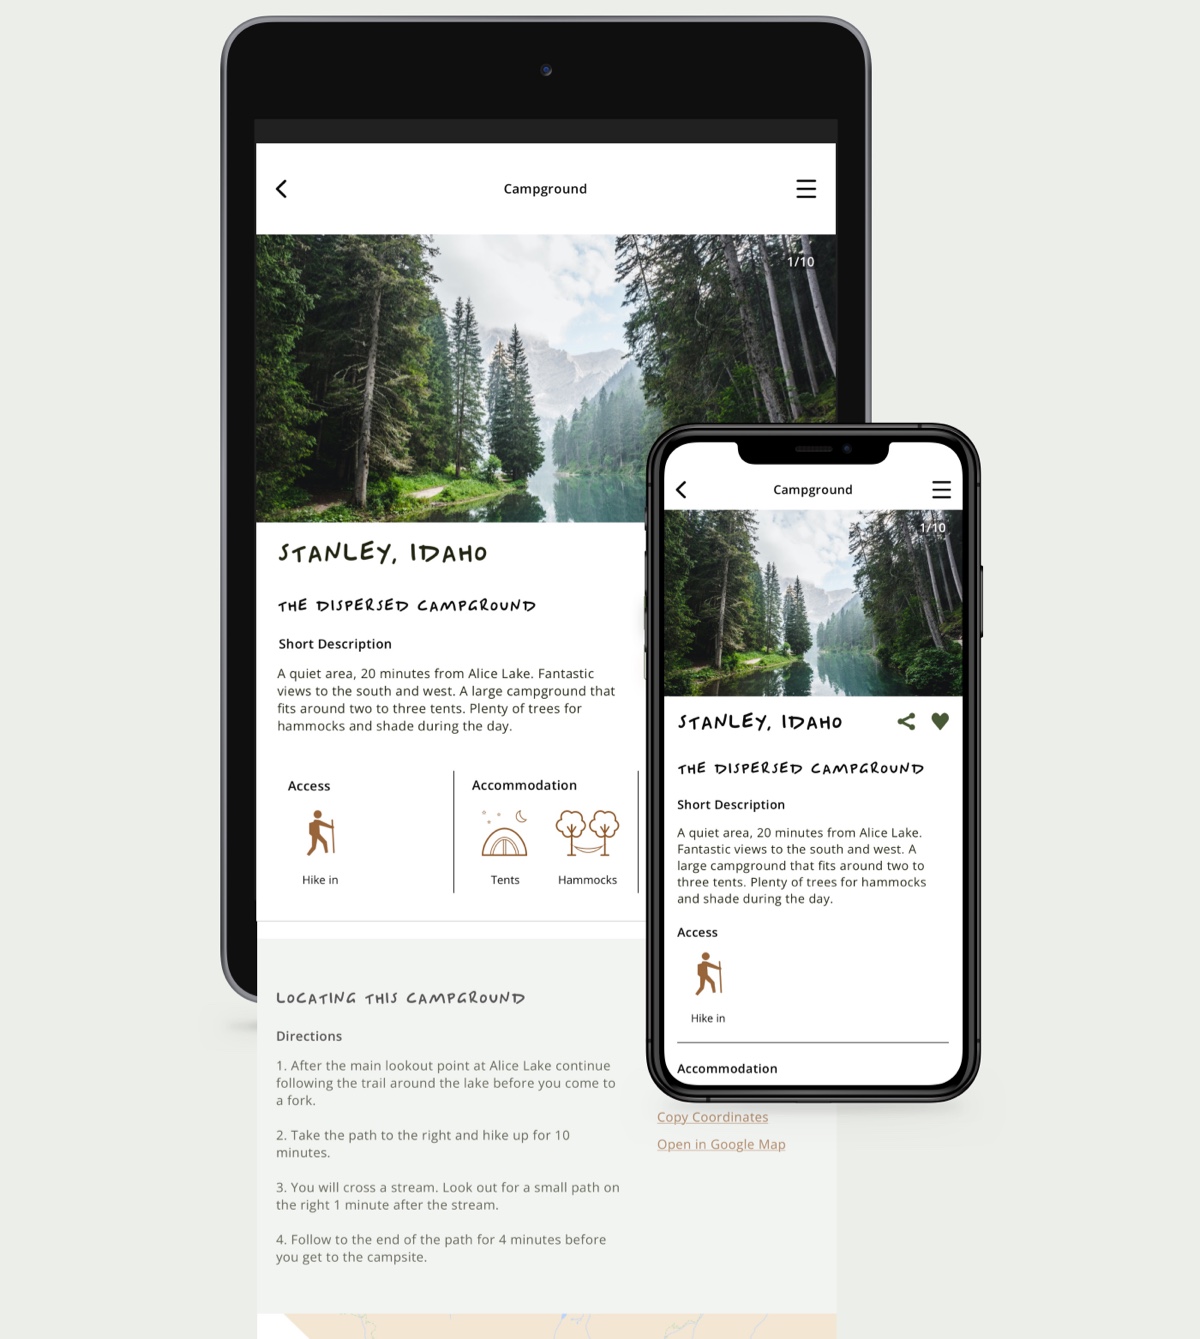 Campground
1/10
STANLEY, IDAHO
THE DISPERSED CAMPGROUND
Short Description
A quiet area, 20 minutes from Alice Lake. Fantastic
views to the south and west. A large campground that
fits around two to three tents. Plenty of trees for
hammocks and shade during the day.
Access
Hike in
Accommodation
Tents
Hammocks
LOCATING THIS CAMPGROUND
Directions
1. After the main lookout point at Alice Lake continue
following the trail around the lake before you come to
a fork.
2. Take the path to the right and hike up for 10
minutes.
3. You will cross a stream. Look out for a small path on
the right 1 minute after the stream.
4. Follow to the end of the path for 4 minutes before
you get to the campsite.
Copy Coordinates
Open in Google Map
Campground
1/10
STANLEY, IDAHO
THE DISPERSED CAMPGROUND
Short Description
A quiet area, 20 minutes from Alice Lake.
Fantastic views to the south and west. A
large campground that fits around two to
three tents. Plenty of trees for hammocks
and shade during the day.
Access
Hike in
Accommodation